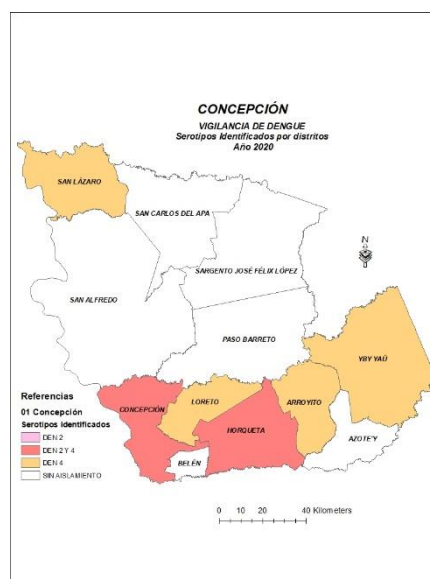 CONCEPCIÓN
VIGILANCIA DE DENGUE
Serotipos Identificados por distritos
Año 2020
SAN LÁZARO
SAN CARLOS DEL APA
SARGENTO JOSÉ FÉLIX LÓPEZ
N
SAN ALFREDO
PASO BARRETO
YBY YAÚ
CONCEPCIÓN
LORETO
ARROYITO
HORQUETA
AZOTE'Y
BELÉN
Referencias
01 Concepción
Serotipos Identificados
DEN 2
DEN 2 Y 4
DEN 4
SIN AISLAMIENTO
0 10 20 40 Kilometers